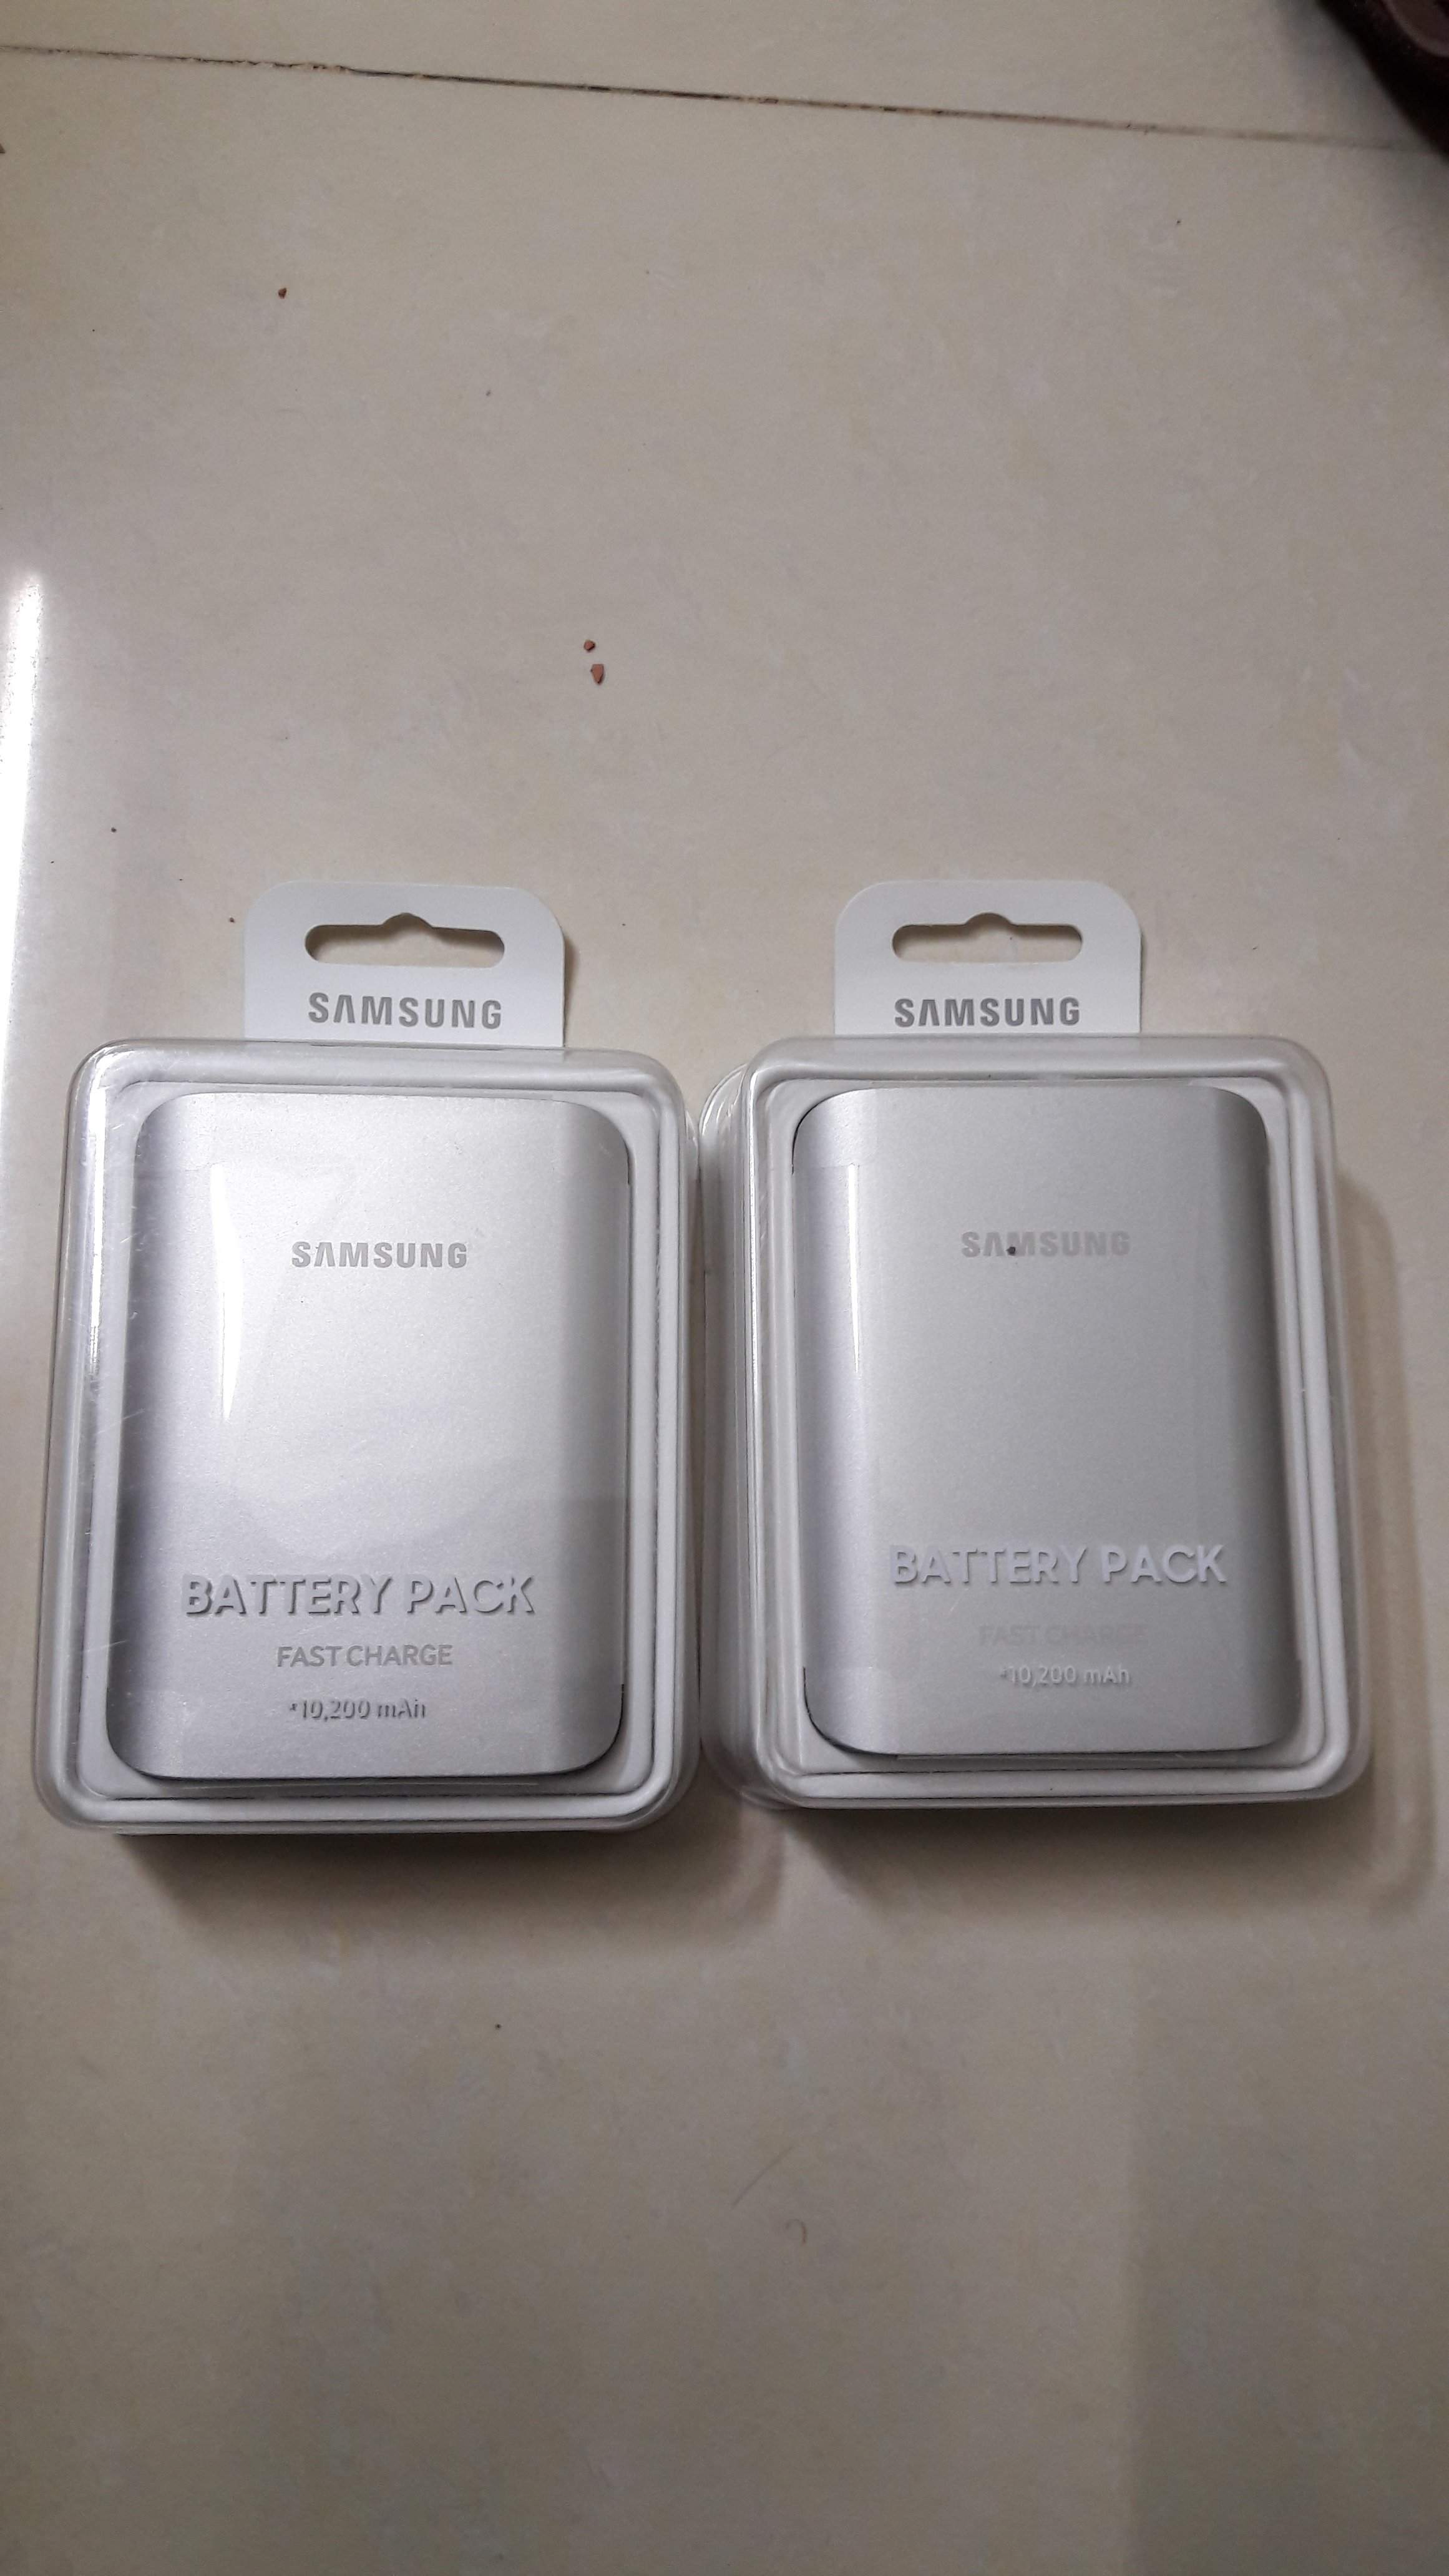 SAMSUNG
SAMSUNG
BATTERY PACK
FAST CHARGE
*10,200 mAh
SAMSUNG
SAMSUNG
BATTERY PACK
FAST CHARGE
*10,200 mAh